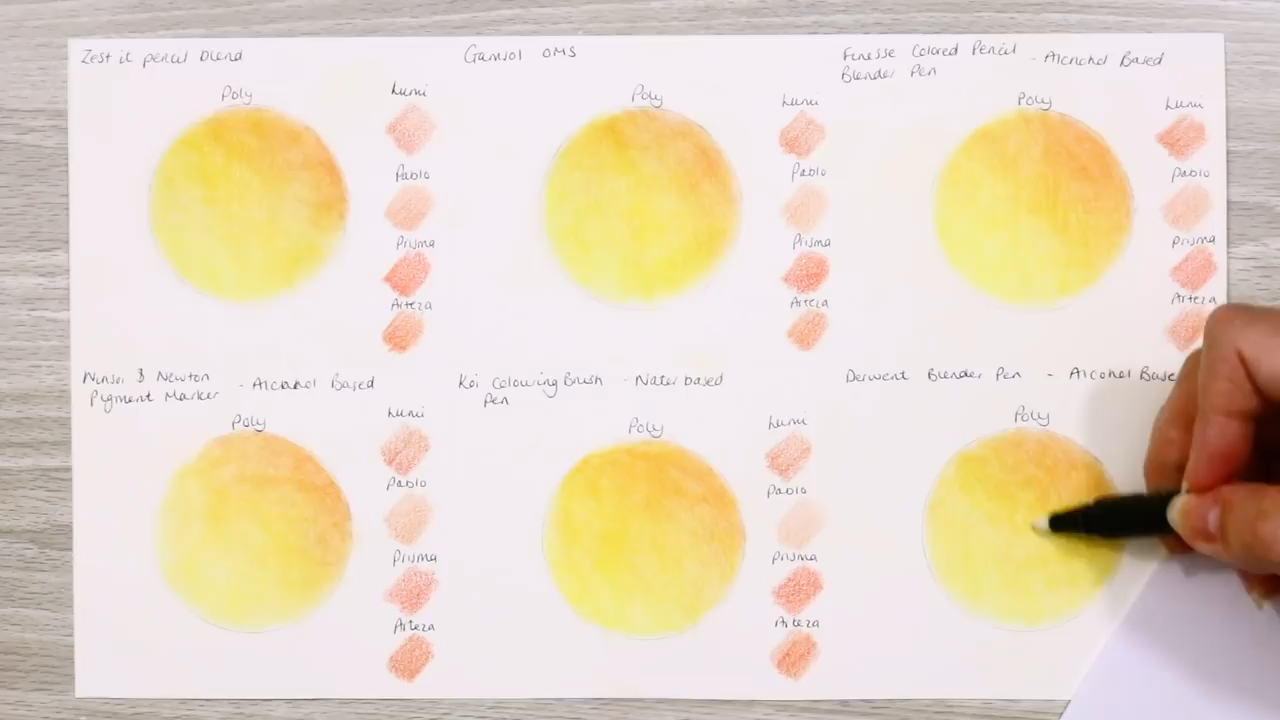 Zest it pencil blend
Poly
Lumi
Pablo
Prisma
Arteza
Gamsol OMS
Poly
Lumi
Pablo
Prisma
Arteza
Finesse Colored Pencil - Alcohol Based
Blender Pen
Poly
Lumi
Pablo
Prisma
Arteza
Winsor & Newton - Alcohol Based
Pygment Marker
Poly
Lumi
Pablo
Prisma
Arteza
Koi Colouring Brush - Water based
Pen
Poly
Lumi
Pablo
Prisma
Arteza
Derwent Blender Pen - Alcohol Base
Poly